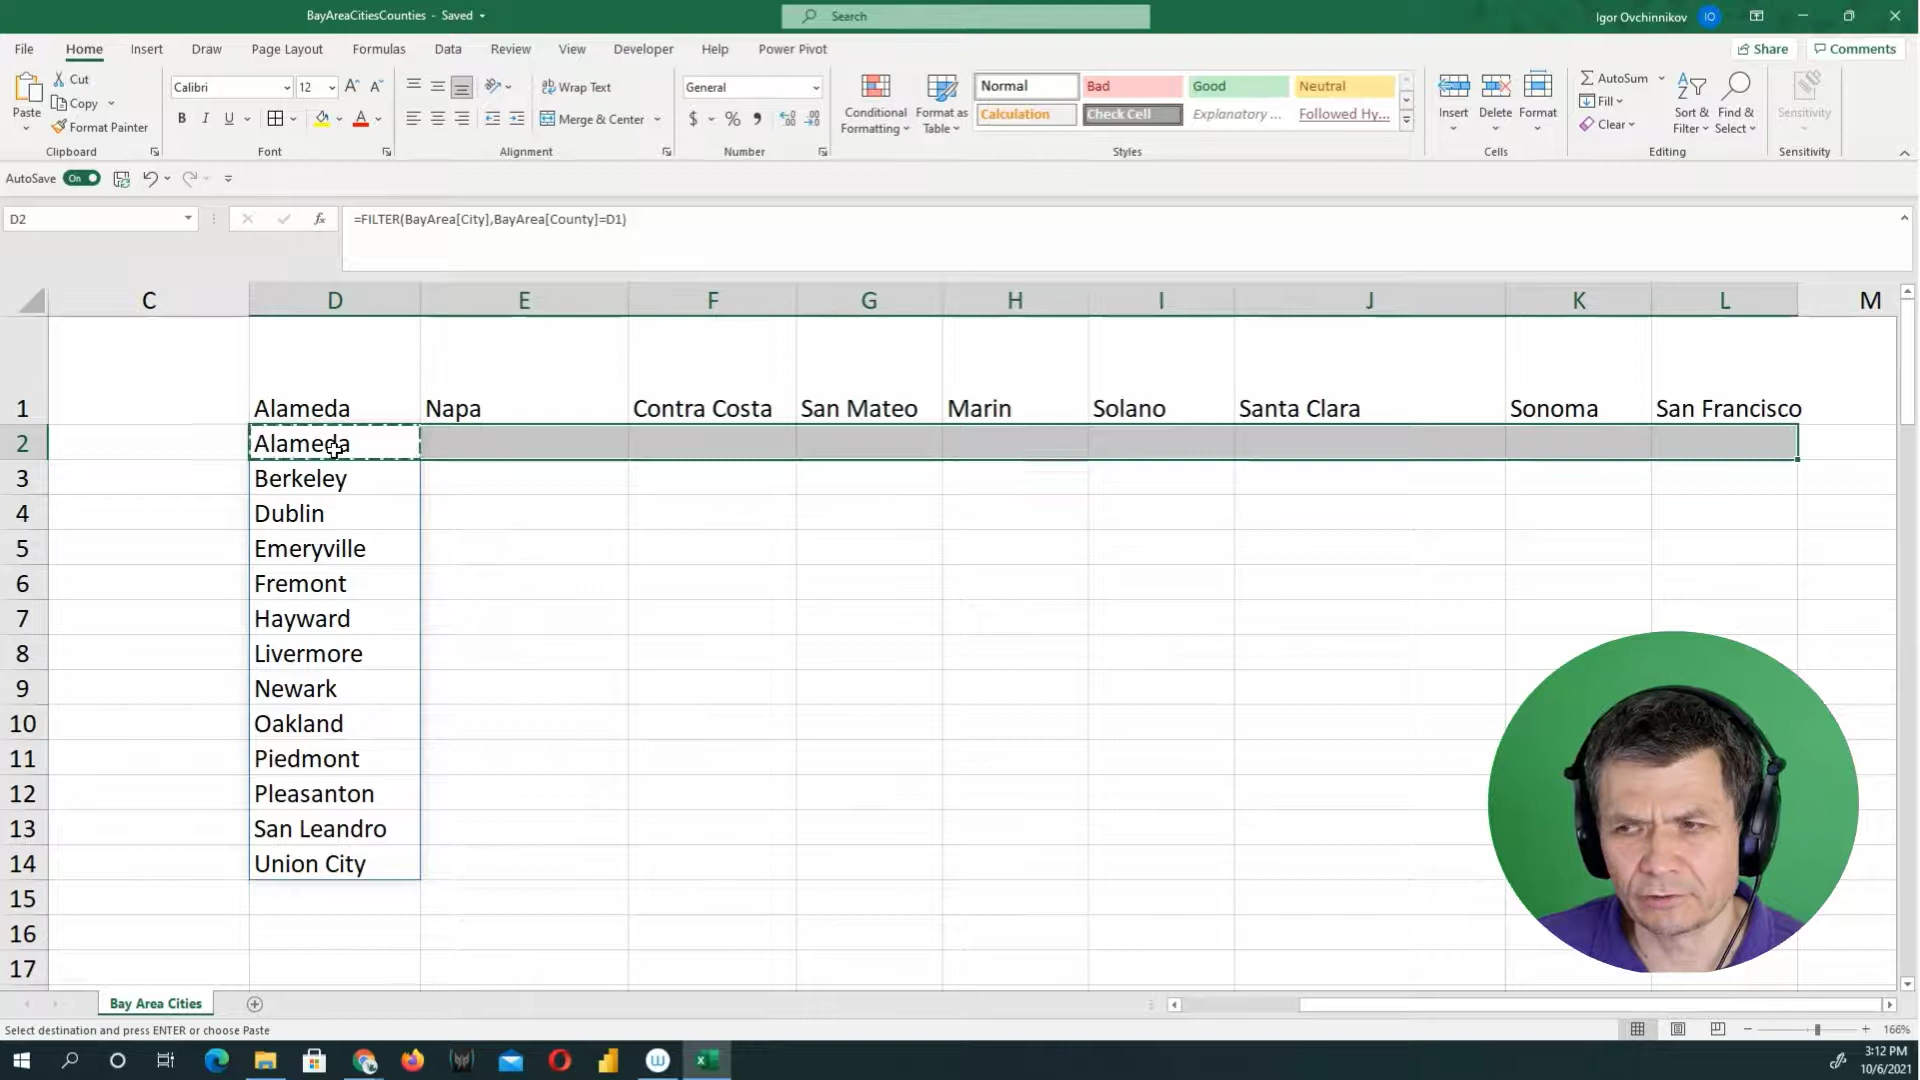 BayAreaCitiesCounties - Saved
Search
Igor Ovchinnikov
IO
File Home Insert Draw Page Layout Formulas Data Review View Developer Help Power Pivot
Share
Comments
Paste
Cut
Copy
Format Painter
Clipboard
Calibri
12
B I U
Font
Wrap Text
Merge & Center
Alignment
General
$ % ,
Number
Conditional Formatting
Format as Table
Normal Bad Good Neutral
Calculation Check Cell Explanatory ... Followed Hy...
Styles
Insert Delete Format
Cells
AutoSum
Fill
Clear
Sort & Filter
Find & Select
Editing
Sensitivity
Sensitivity
AutoSave On
D2
fx
=FILTER(BayArea[City],BayArea[County]=D1)
C D E F G H I J K L M
1 Alameda Napa Contra Costa San Mateo Marin Solano Santa Clara Sonoma San Francisco
2 Alameda
3 Berkeley
4 Dublin
5 Emeryville
6 Fremont
7 Hayward
8 Livermore
9 Newark
10 Oakland
11 Piedmont
12 Pleasanton
13 San Leandro
14 Union City
15
16
17
Bay Area Cities
Select destination and press ENTER or choose Paste
166%
3:12 PM
10/6/2021